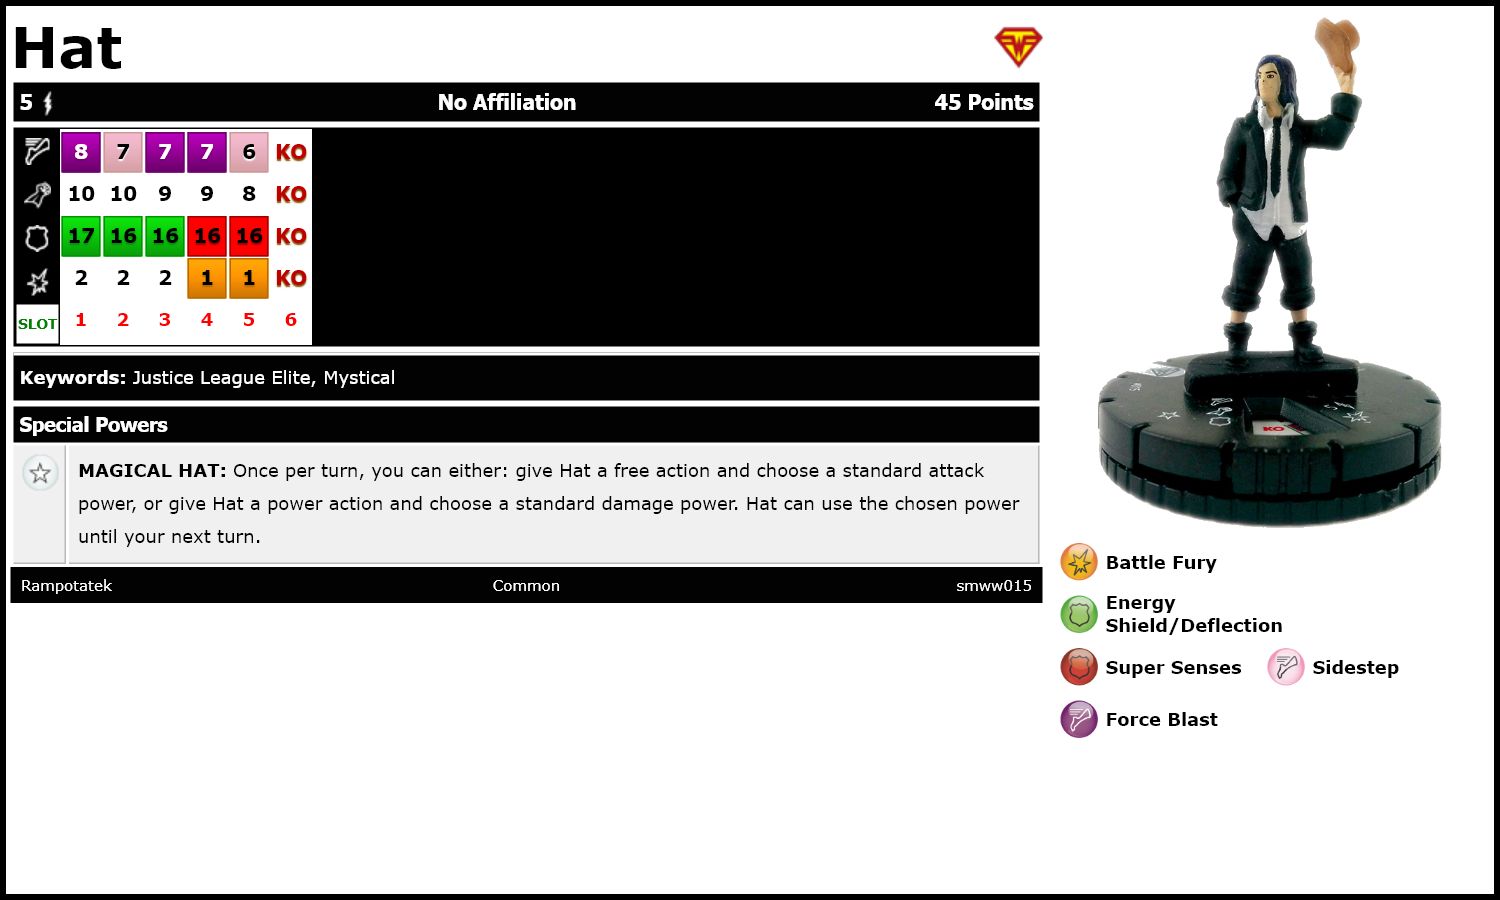 Hat
5 No Affiliation 45 Points
8 7 7 7 6 KO
10 10 9 9 8 KO
17 16 16 16 16 KO
2 2 2 1 1 KO
SLOT 1 2 3 4 5 6
Keywords: Justice League Elite, Mystical
Special Powers
MAGICAL HAT: Once per turn, you can either: give Hat a free action and choose a standard attack
power, or give Hat a power action and choose a standard damage power. Hat can use the chosen power
until your next turn.
Rampotatek Common smww015
KO
Battle Fury
Energy
Shield/Deflection
Super Senses Sidestep
Force Blast